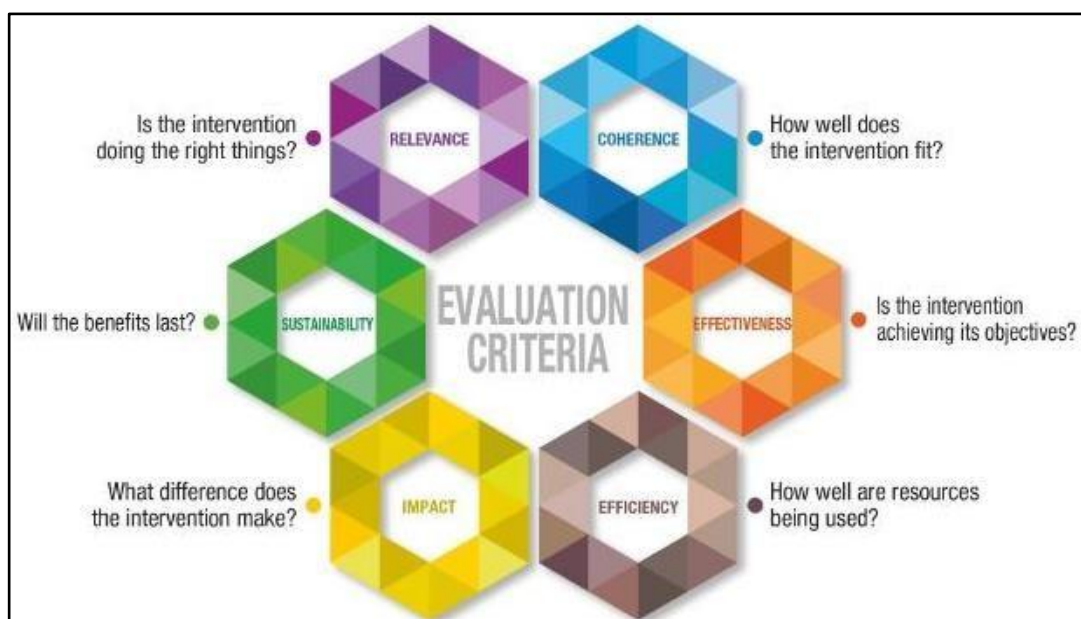 Is the intervention
doing the right things?
RELEVANCE
COHERENCE
How well does
the intervention fit?
Will the benefits last?
SUSTAINABILITY
EVALUATION
CRITERIA
EFFECTIVENESS
Is the intervention
achieving its objectives?
What difference does
the intervention make?
IMPACT
EFFICIENCY
How well are resources
being used?